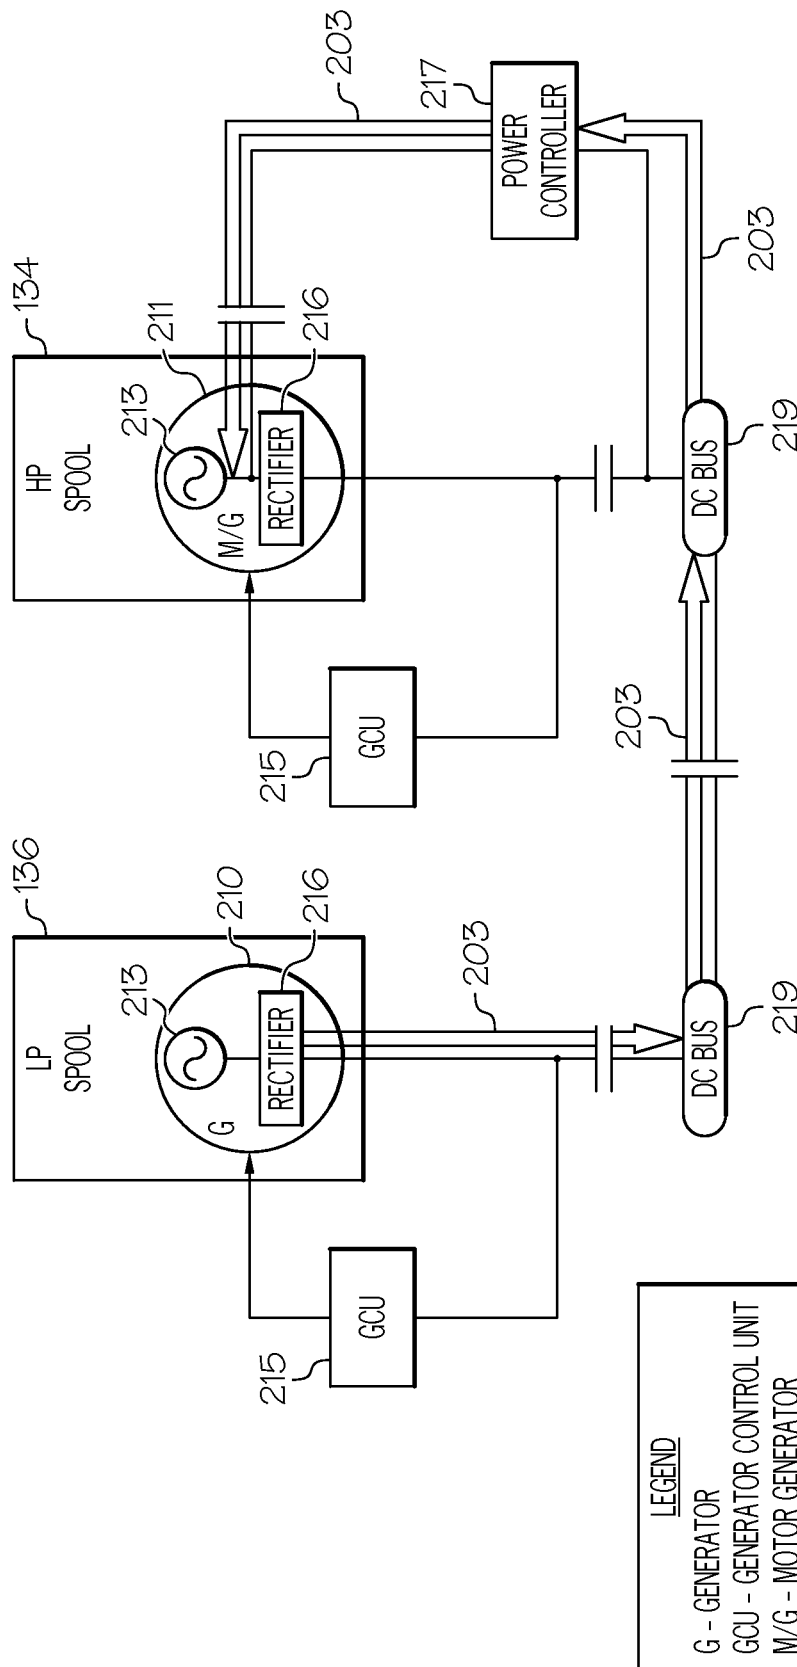 136
LP
SPOOL
213
210
G
RECTIFIER
216
215
GCU
203
DC BUS
219
134
HP
SPOOL
213
211
M/G
RECTIFIER
216
215
GCU
203
217
POWER
CONTROLLER
203
203
DC BUS
219
LEGEND
G - GENERATOR
GCU - GENERATOR CONTROL UNIT
M/G - MOTOR GENERATOR